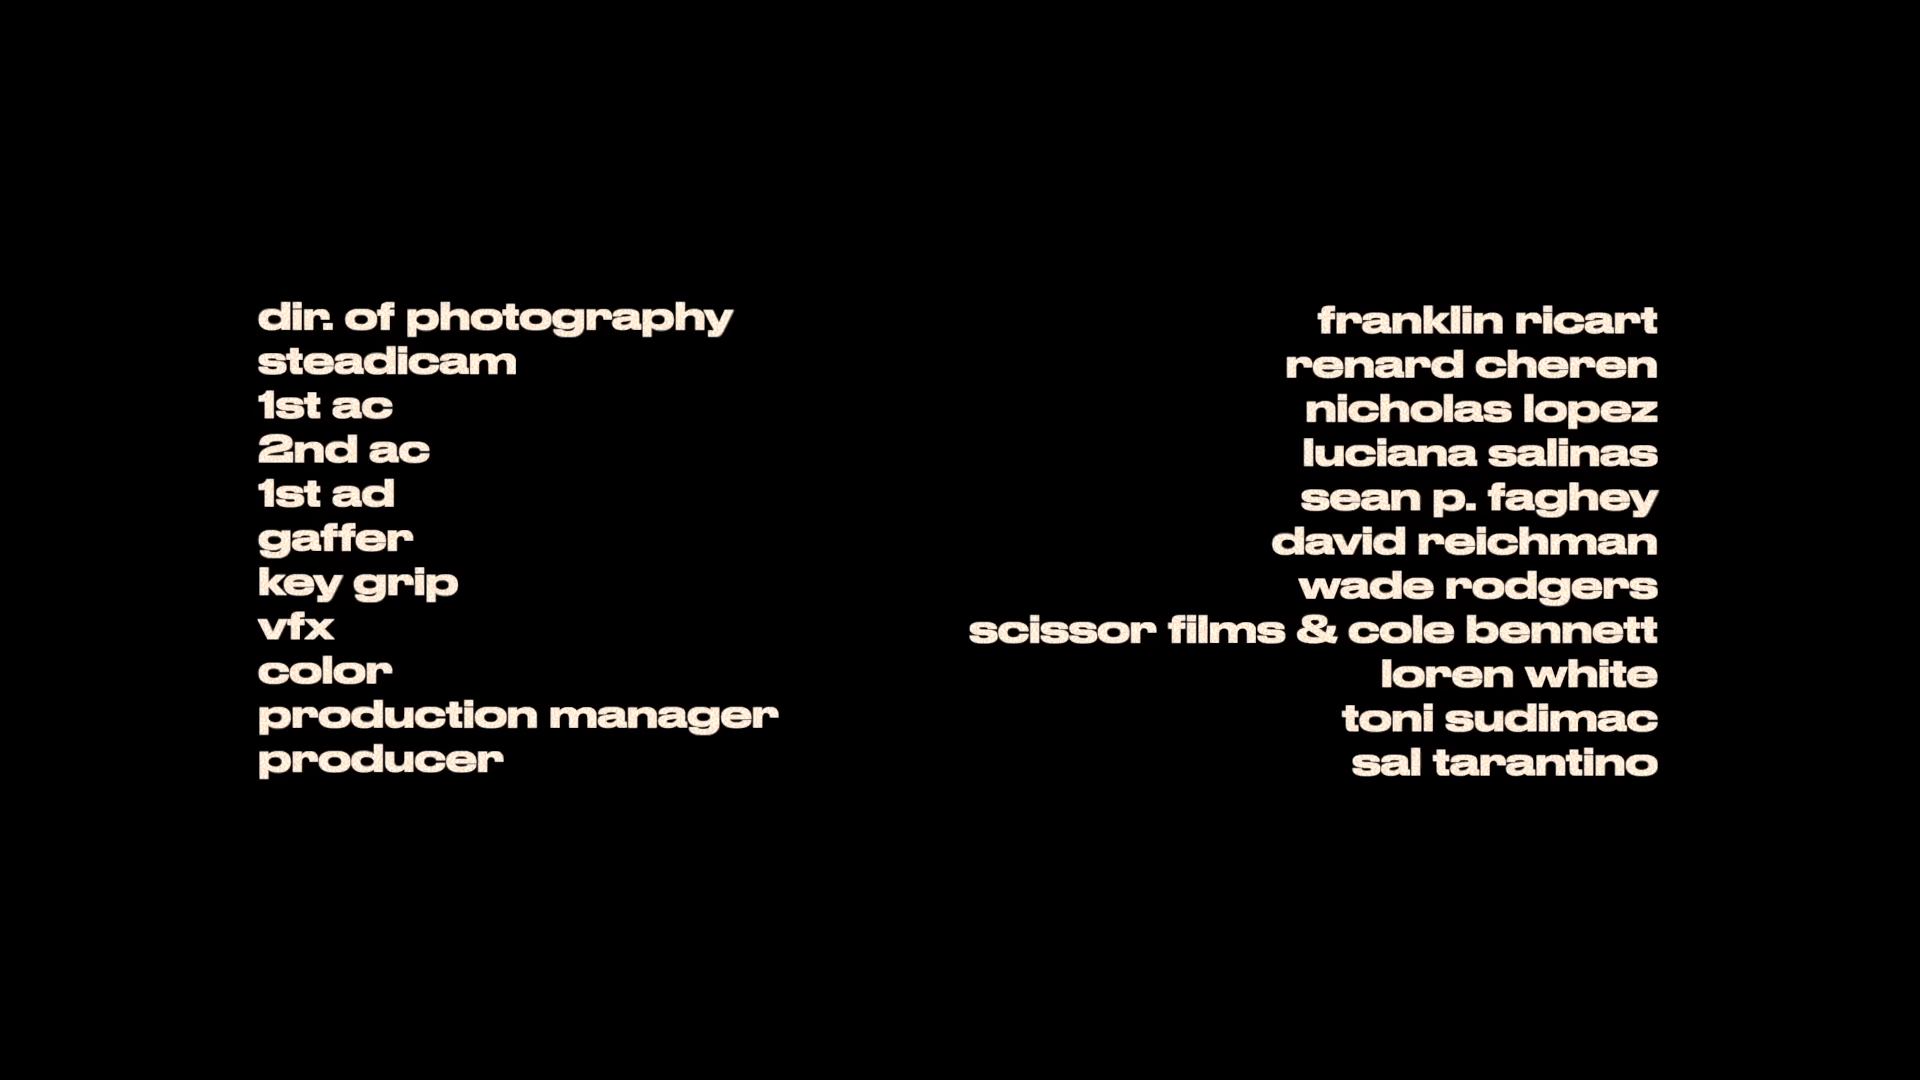 dir. of photography franklin ricart
steadicam renard cheren
1st ac nicholas lopez
2nd ac luciana salinas
1st ad sean p. faghey
gaffer david reichman
key grip wade rodgers
vfx scissor films & cole bennett
color loren white
production manager toni sudimac
producer sal tarantino